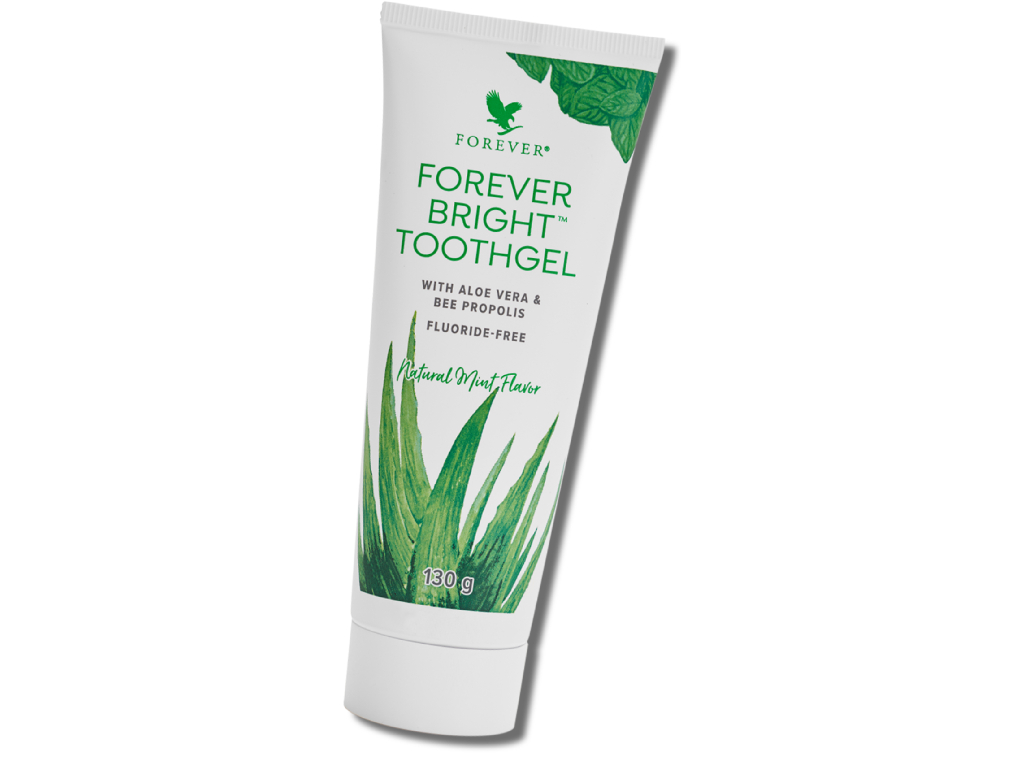 FOREVER®
FOREVER
BRIGHT™
TOOTHGEL
WITH ALOE VERA &
BEE PROPOLIS
FLUORIDE-FREE
Natural Mint Flavor
130 g